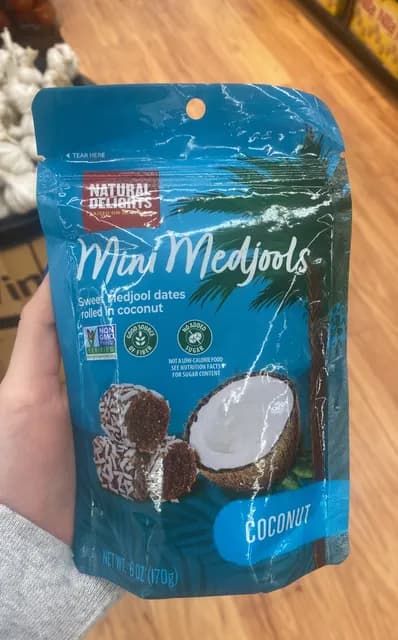 TEAR HERE
NATURAL
DELIGHTS
Mini Medjools
Sweet Medjool dates
rolled in coconut
NON
GMO
VERIFIED
GOOD SOURCE
OF FIBER
NO ADDED
SUGAR
NOT A LOW-CALORIE FOOD
SEE NUTRITION FACTS
FOR SUGAR CONTENT
COCONUT
NET WT. 6 OZ (170g)